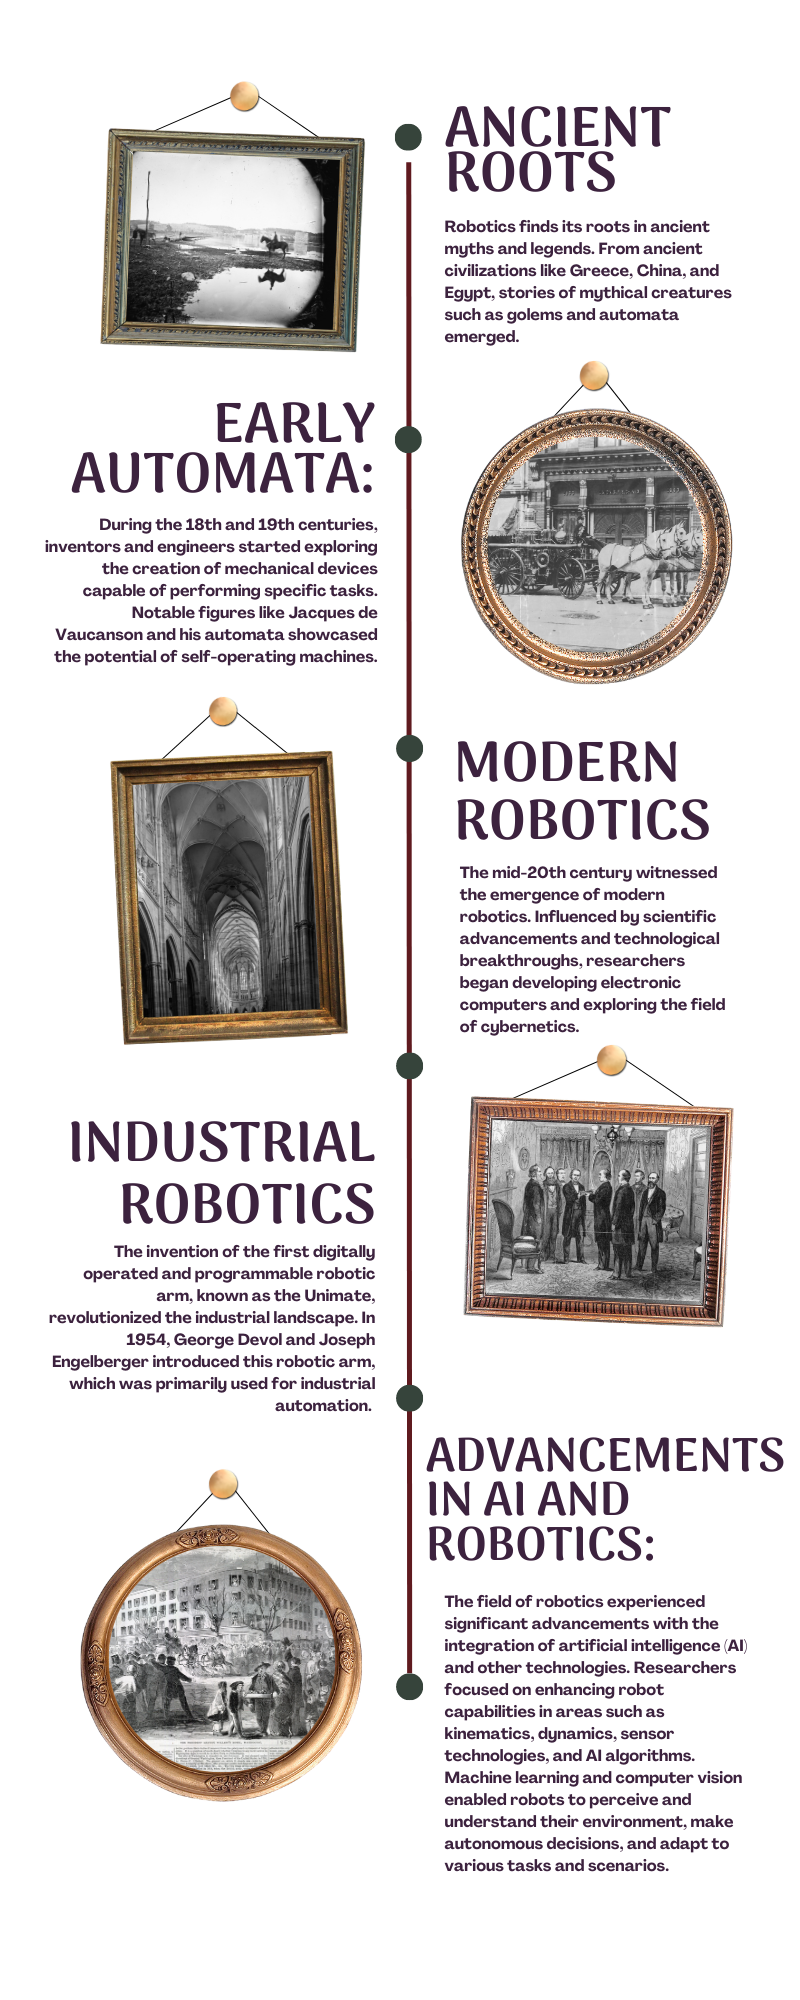 ANCIENT
ROOTS
Robotics finds its roots in ancient
myths and legends. From ancient
civilizations like Greece, China, and
Egypt, stories of mythical creatures
such as golems and automata
emerged.
EARLY
AUTOMATA:
During the 18th and 19th centuries,
inventors and engineers started exploring
the creation of mechanical devices
capable of performing specific tasks.
Notable figures like Jacques de
Vaucanson and his automata showcased
the potential of self-operating machines.
MODERN
ROBOTICS
The mid-20th century witnessed
the emergence of modern
robotics. Influenced by scientific
advancements and technological
breakthroughs, researchers
began developing electronic
computers and exploring the field
of cybernetics.
INDUSTRIAL
ROBOTICS
The invention of the first digitally
operated and programmable robotic
arm, known as the Unimate,
revolutionized the industrial landscape. In
1954, George Devol and Joseph
Engelberger introduced this robotic arm,
which was primarily used for industrial
automation.
ADVANCEMENTS
IN AI AND
ROBOTICS:
The field of robotics experienced
significant advancements with the
integration of artificial intelligence (AI)
and other technologies. Researchers
focused on enhancing robot
capabilities in areas such as
kinematics, dynamics, sensor
technologies, and AI algorithms.
Machine learning and computer vision
enabled robots to perceive and
understand their environment, make
autonomous decisions, and adapt to
various tasks and scenarios.